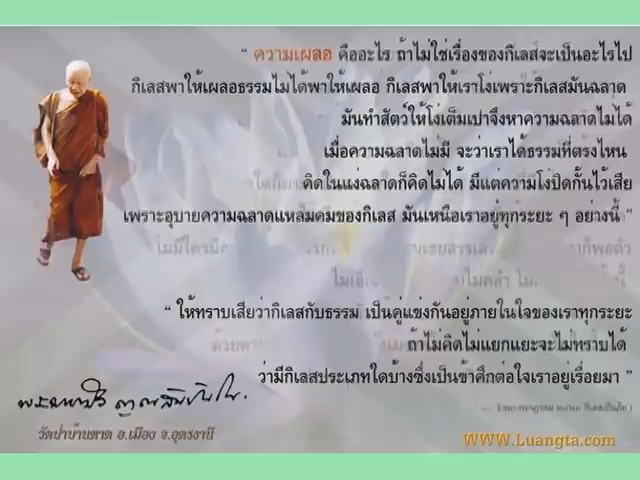 “ ความเผลอ คืออะไร ถ้าไม่ใช่เรื่องของกิเลสจะเป็นอะไรไป
กิเลสพาให้เผลอธรรมไม่ได้พาให้เผลอ กิเลสพาให้เราโง่เพราะกิเลสมันฉลาด
มันทำสัตว์ให้โง่เต็มเปาจึงหาความฉลาดไม่ได้
เมื่อความฉลาดไม่มี จะว่าเราได้ธรรมที่ตรงไหน
คิดในแง่ฉลาดก็คิดไม่ได้ มีแต่ความโง่ปิดกั้นไว้เสีย
เพราะอุบายความฉลาดแหลมคมของกิเลส มันเหนือเราอยู่ทุกระยะ ๆ อย่างนี้ ”
“ ให้ทราบเสียว่ากิเลสกับธรรม เป็นคู่แข่งกันอยู่ภายในใจของเราทุกระยะ
ถ้าไม่คิดไม่แยกแยะจะไม่ทราบได้
ว่ามีกิเลสประเภทใดบ้างซึ่งเป็นข้าศึกต่อใจเราอยู่เรื่อยมา ”
วัดป่าบ้านตาด อ.เมือง จ.อุดรธานี
WWW.Luangta.com